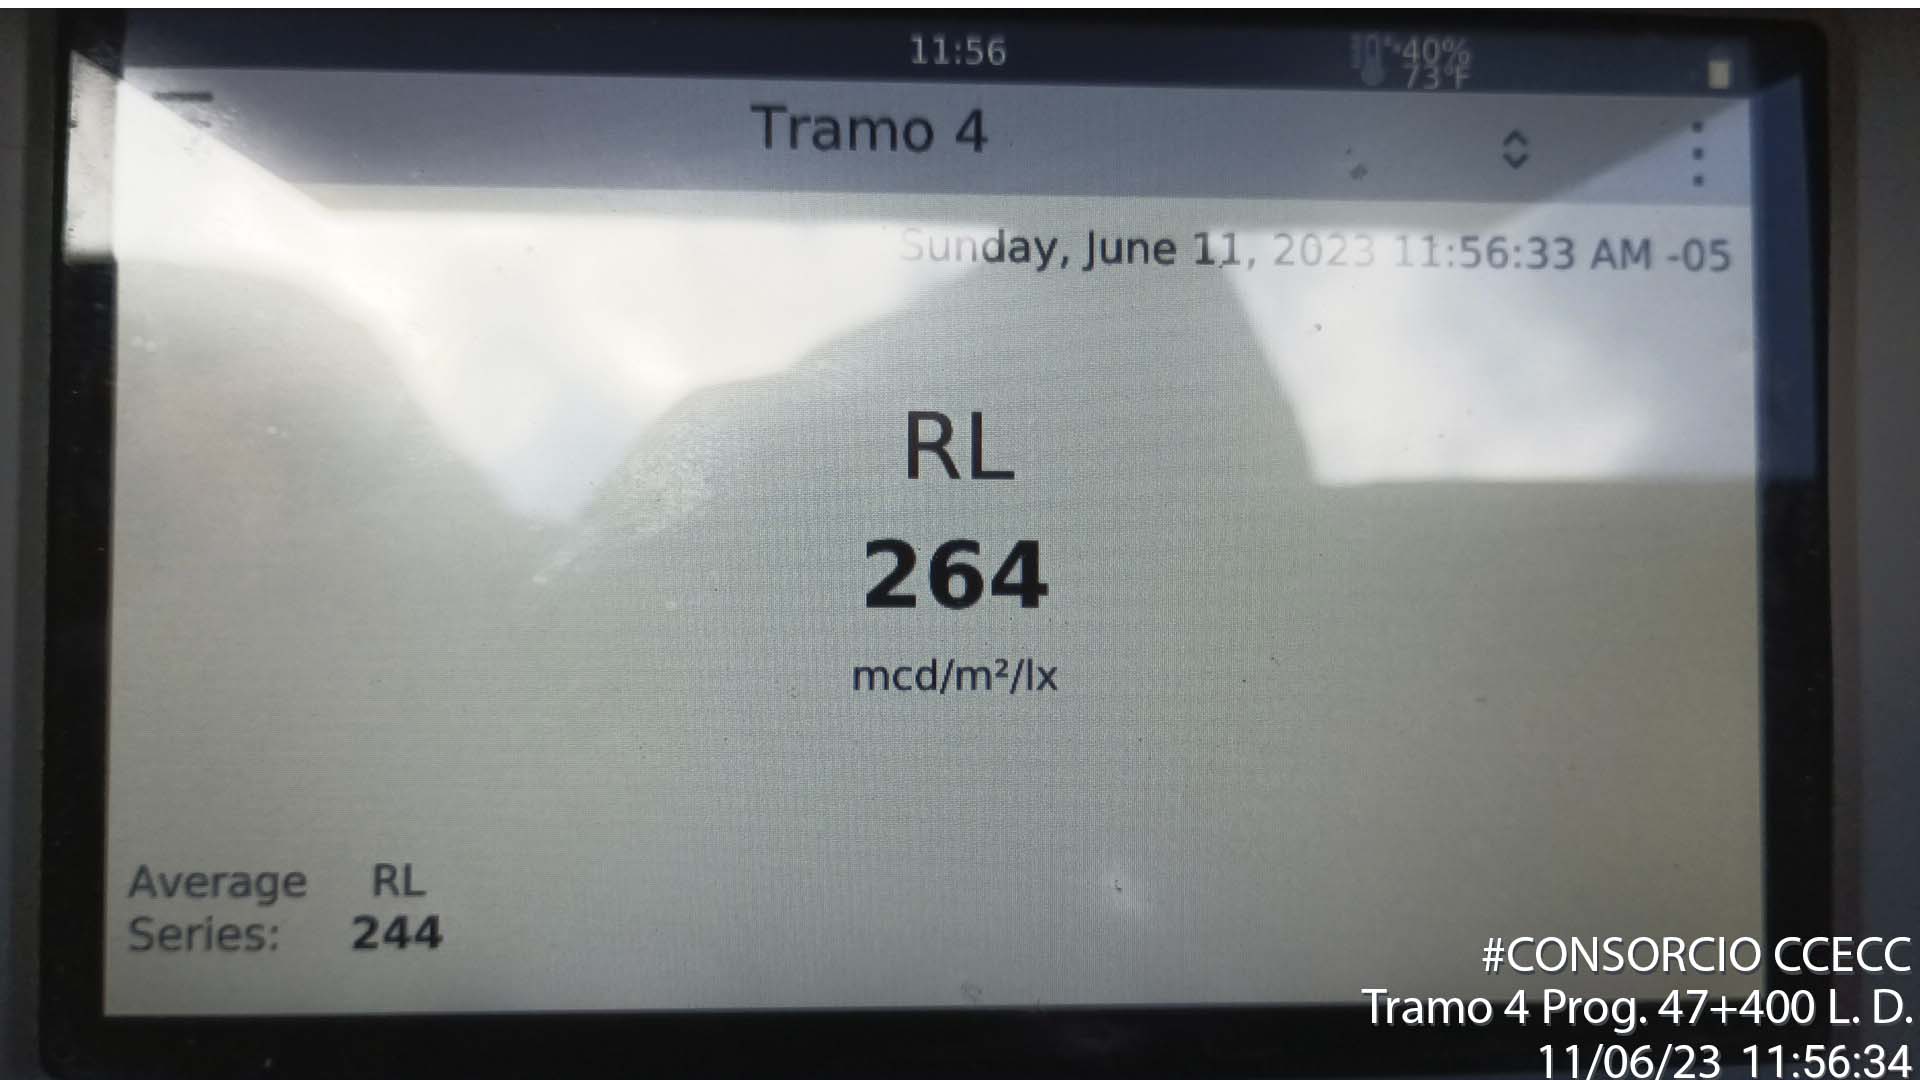 11:56
40%
73°F
Tramo 4
Sunday, June 11, 2023 11:56:33 AM -05
RL
264
mcd/m²/lx
Average RL
Series: 244
#CONSORCIO CCECC
Tramo 4 Prog. 47+400 L. D.
11/06/23 11:56:34